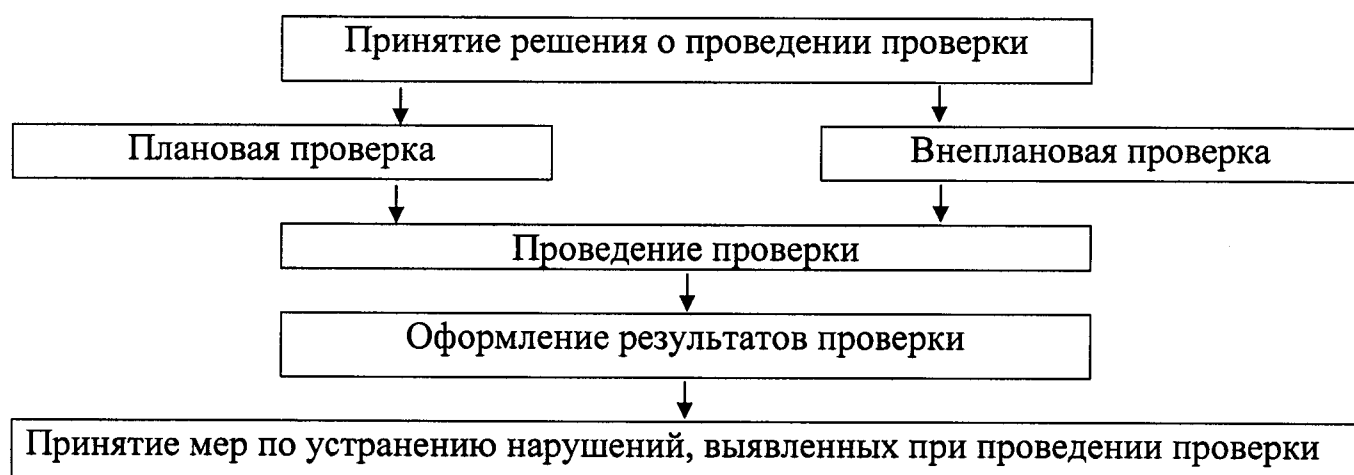 Принятие решения о проведении проверки
Плановая проверка
Внеплановая проверка
Проведение проверки
Оформление результатов проверки
Принятие мер по устранению нарушений, выявленных при проведении проверки